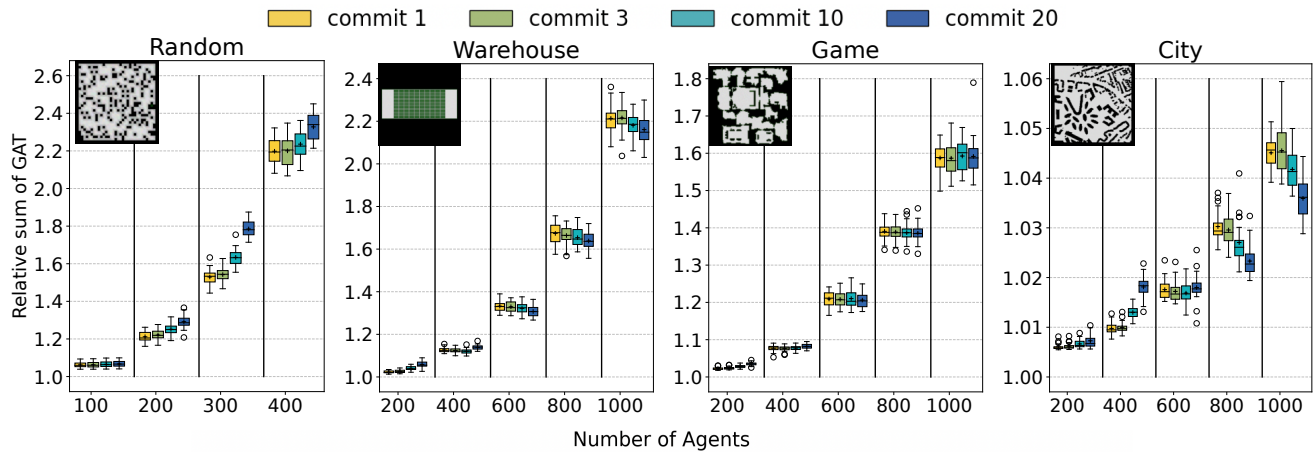 commit 1 commit 3 commit 10 commit 20
Random Warehouse Game City
Relative sum of GAT
2.6 2.4 2.2 2.0 1.8 1.6 1.4 1.2 1.0
100 200 300 400
2.4 2.2 2.0 1.8 1.6 1.4 1.2 1.0
200 400 600 800 1000
1.8 1.7 1.6 1.5 1.4 1.3 1.2 1.1 1.0
200 400 600 800 1000
1.06 1.05 1.04 1.03 1.02 1.01 1.00
200 400 600 800 1000
Number of Agents